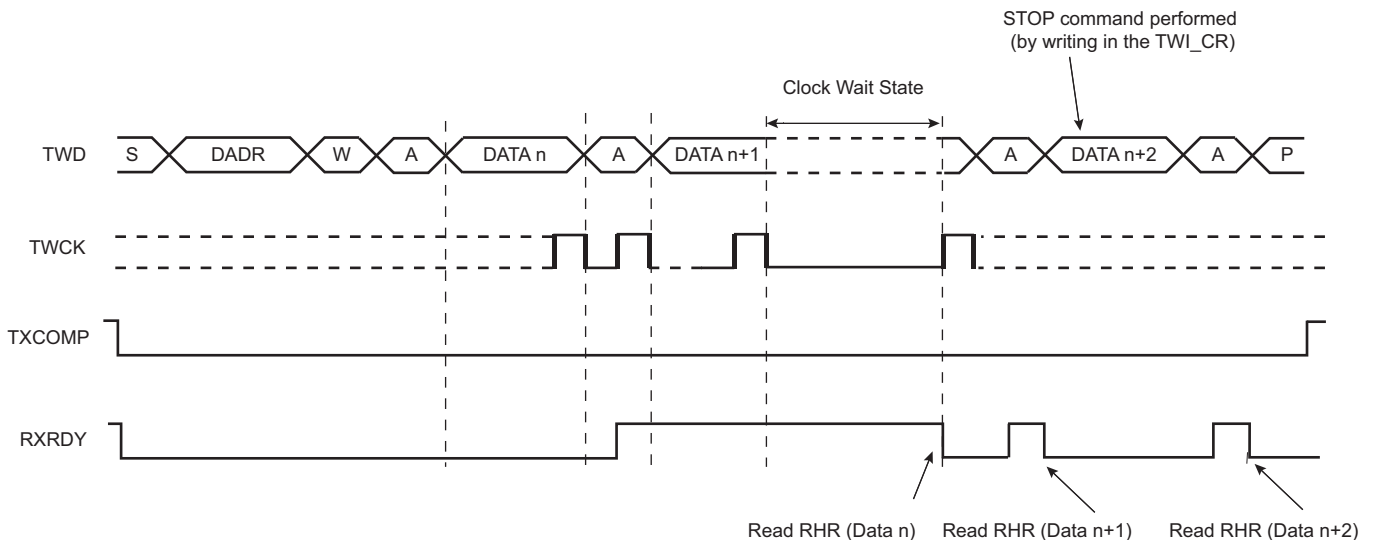 STOP command performed
(by writing in the TWI_CR)
Clock Wait State
TWD
S
DADR
W
A
DATA n
A
DATA n+1
A
DATA n+2
A
P
TWCK
TXCOMP
RXRDY
Read RHR (Data n)
Read RHR (Data n+1)
Read RHR (Data n+2)